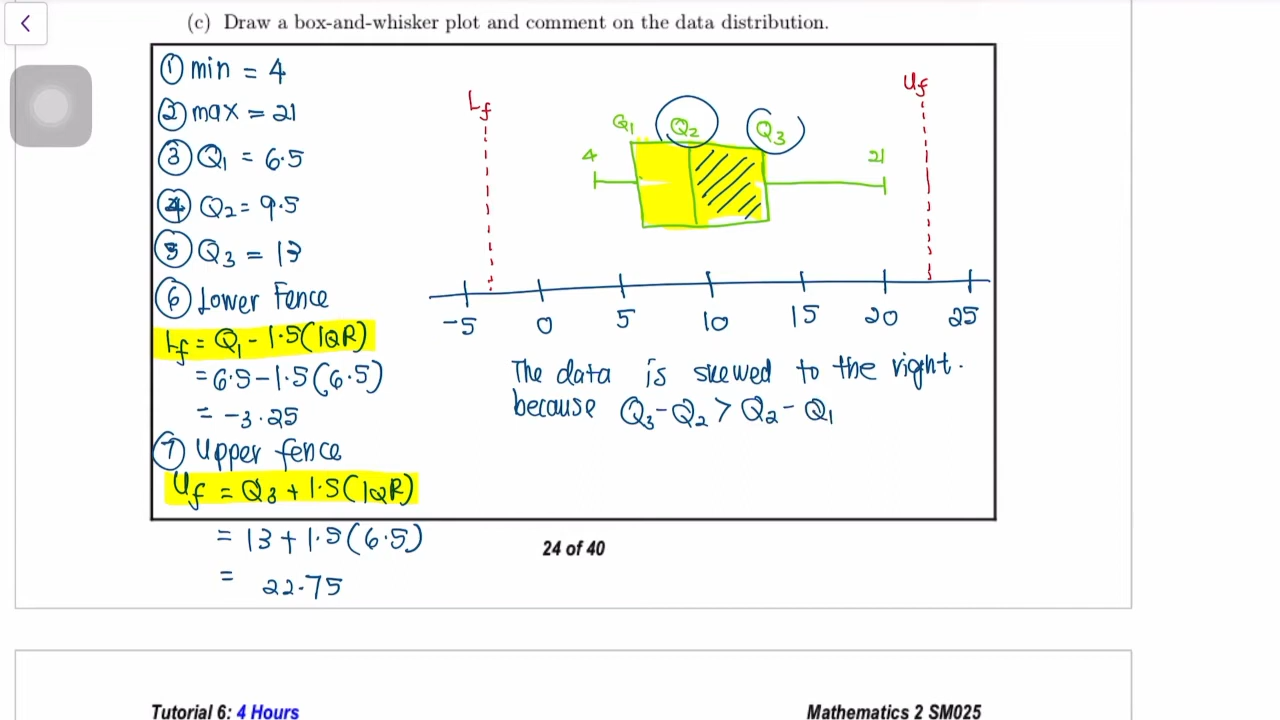 (c) Draw a box-and-whisker plot and comment on the data distribution.
① min = 4
② max = 21
③ Q₁ = 6.5
④ Q₂ = 9.5
⑤ Q₃ = 13
⑥ Lower Fence
Lf = Q₁ - 1.5(IQR)
= 6.5 - 1.5(6.5)
= -3.25
⑦ Upper fence
Uf = Q₃ + 1.5(IQR)
= 13 + 1.5(6.5)
= 22.75
Lf
Uf
Q₁ Q₂ Q₃
4 21
-5 0 5 10 15 20 25
The data is skewed to the right.
because Q₃ - Q₂ > Q₂ - Q₁
24 of 40
Tutorial 6: 4 Hours
Mathematics 2 SM025